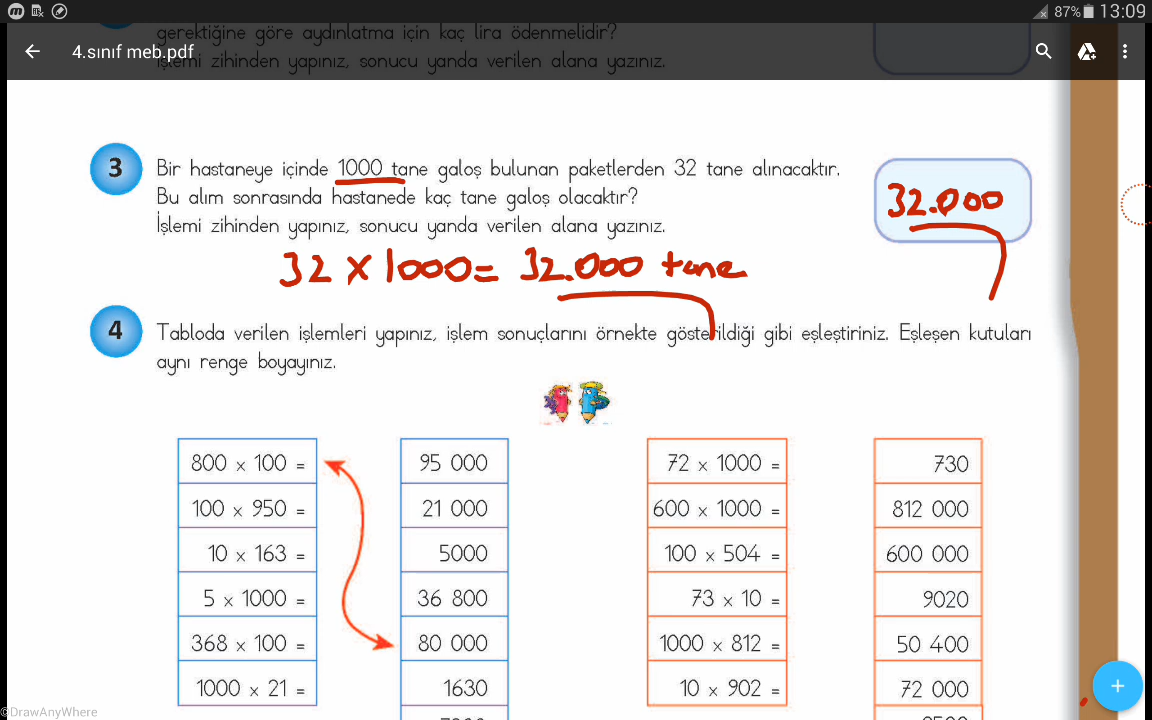 87% 13:09
gerektiğine göre aydınlatma için kaç lira ödenmelidir?
4.sınıf meb.pdf
İşlemi zihinden yapınız, sonucu yanda verilen alana yazınız.
3 Bir hastaneye içinde 1000 tane galoş bulunan paketlerden 32 tane alınacaktır.
Bu alım sonrasında hastanede kaç tane galoş olacaktır?
İşlemi zihinden yapınız, sonucu yanda verilen alana yazınız.
32.000
32 x 1000 = 32.000 tane
4 Tabloda verilen işlemleri yapınız, işlem sonuçlarını örnekte gösterildiği gibi eşleştiriniz. Eşleşen kutuları
aynı renge boyayınız.
800 x 100 = 95 000 72 x 1000 = 730
100 x 950 = 21 000 600 x 1000 = 812 000
10 x 163 = 5000 100 x 504 = 600 000
5 x 1000 = 36 800 73 x 10 = 9020
368 x 100 = 80 000 1000 x 812 = 50 400
1000 x 21 = 1630 10 x 902 = 72 000
©DrawAnyWhere